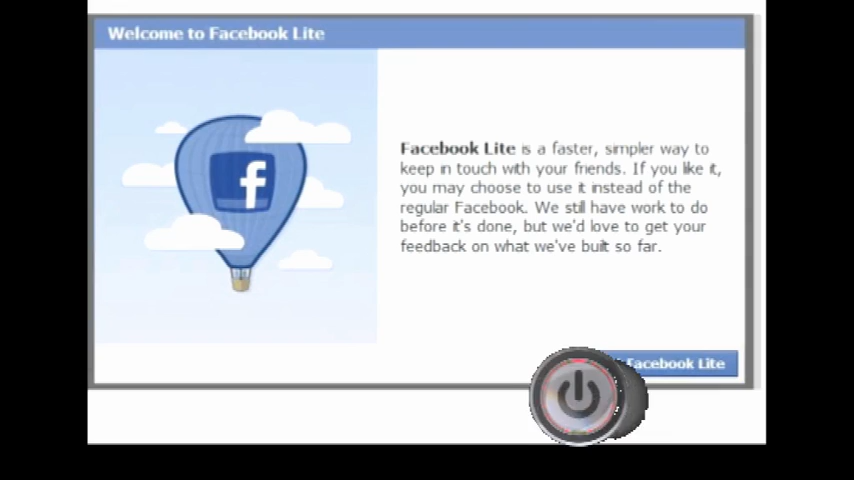 Welcome to Facebook Lite
f
Facebook Lite is a faster, simpler way to
keep in touch with your friends. If you like it,
you may choose to use it instead of the
regular Facebook. We still have work to do
before it's done, but we'd love to get your
feedback on what we've built so far.
Facebook Lite